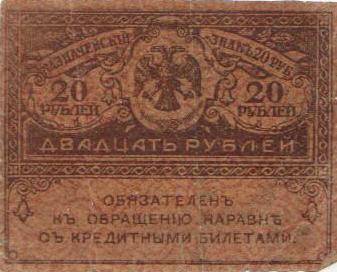 КАЗНАЧЕЙСКІЙ ЗНАКЪ 20 РУБ.
20 20
РУБЛЕЙ РУБЛЕЙ
ДВАДЦАТЬ РУБЛЕЙ
ОБЯЗАТЕЛЕНЪ
КЪ ОБРАЩЕНІЮ НАРАВНѢ
СЪ КРЕДИТНЫМИ БИЛЕТАМИ.